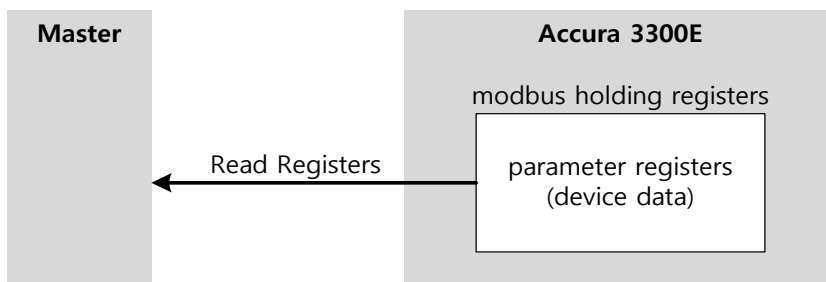 Master
Accura 3300E
modbus holding registers
Read Registers
parameter registers
(device data)